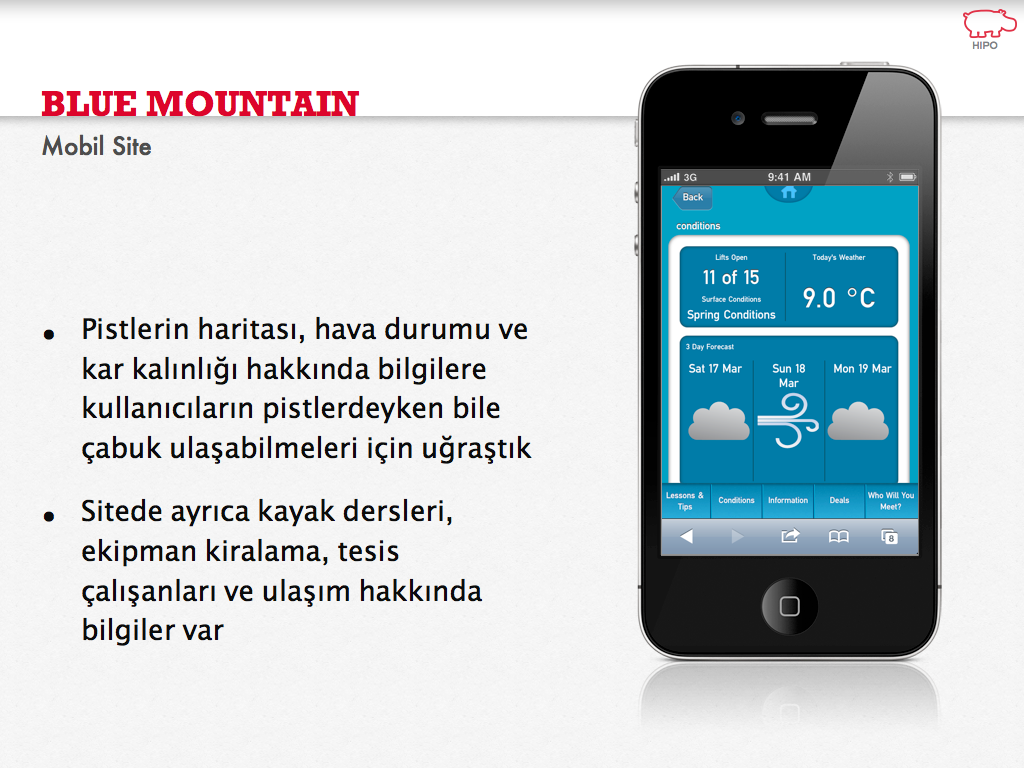 HIPO
BLUE MOUNTAIN
Mobil Site
Pistlerin haritası, hava durumu ve
kar kalınlığı hakkında bilgilere
kullanıcıların pistlerdeyken bile
çabuk ulaşabilmeleri için uğraştık
Sitede ayrıca kayak dersleri,
ekipman kiralama, tesis
çalışanları ve ulaşım hakkında
bilgiler var
3G 9:41 AM
Back
conditions
Lifts Open
11 of 15
Surface Conditions
Spring Conditions
Today's Weather
9.0 °C
3 Day Forecast
Sat 17 Mar
Sun 18
Mar
Mon 19 Mar
Lessons &
Tips
Conditions
Information
Deals
Who Will You
Meet?
8